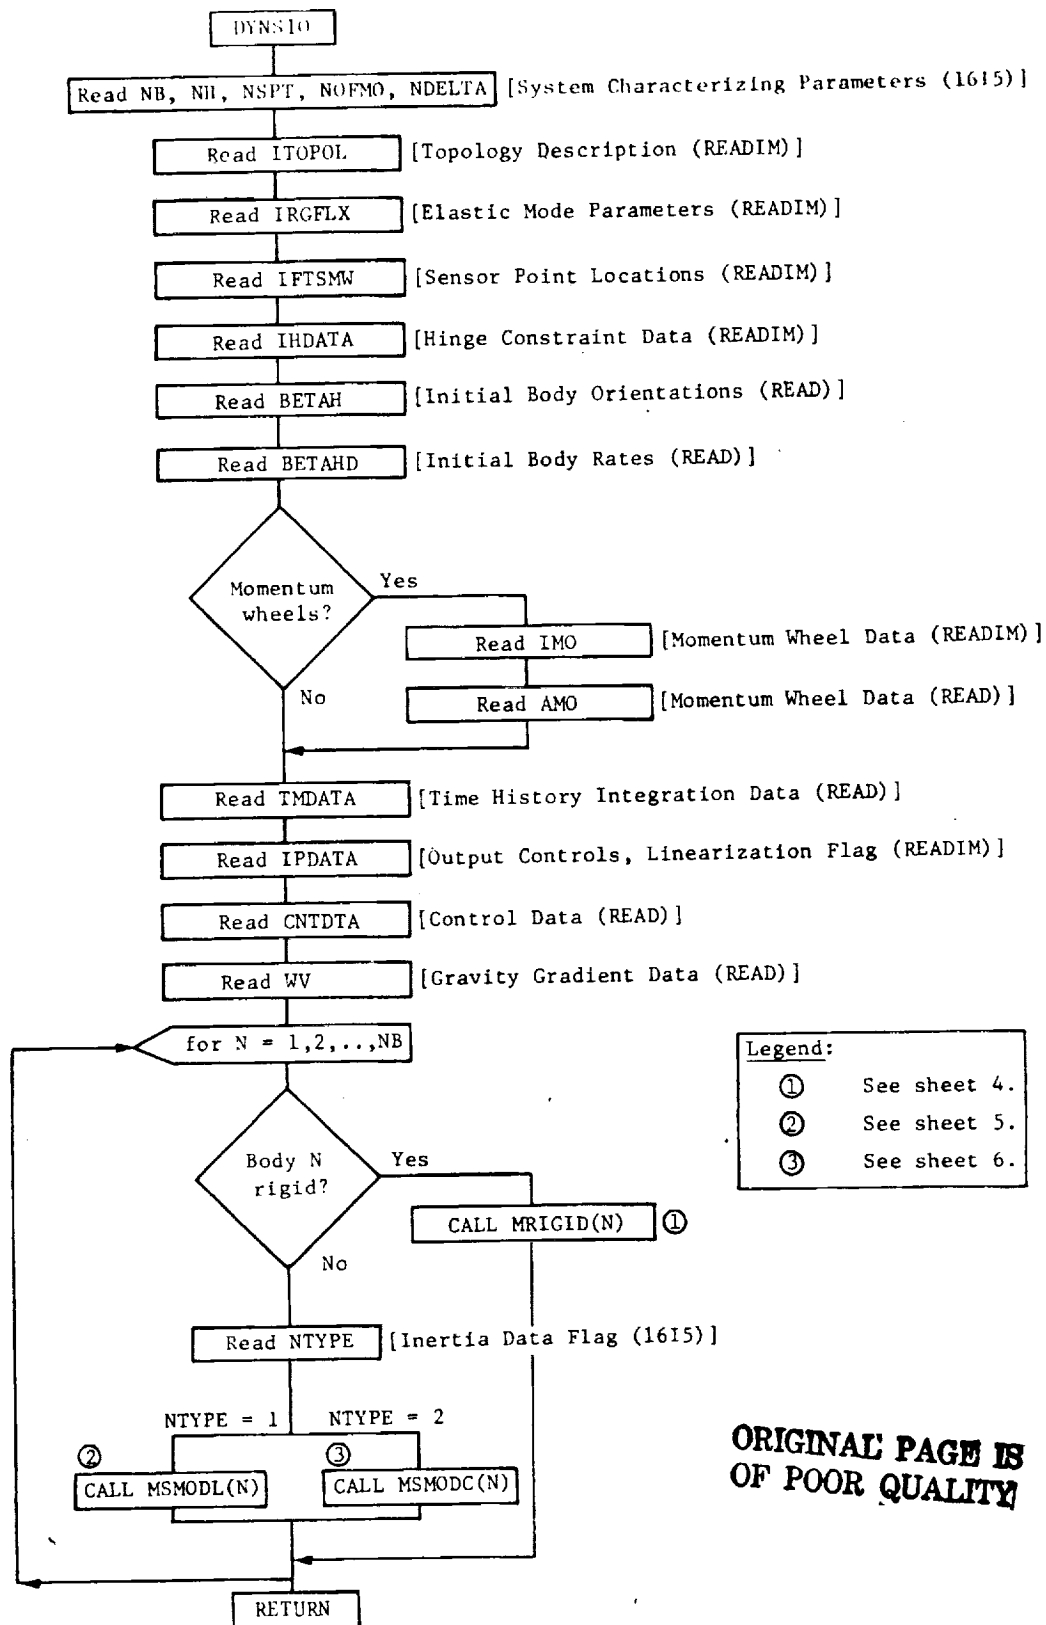 DYNS10
Read NB, NH, NSPT, NOFMO, NDELTA [System Characterizing Parameters (16I5)]
Read ITOPOL [Topology Description (READIM)]
Read IRGFLX [Elastic Mode Parameters (READIM)]
Read IFTSMW [Sensor Point Locations (READIM)]
Read IHDATA [Hinge Constraint Data (READIM)]
Read BETAH [Initial Body Orientations (READ)]
Read BETAHD [Initial Body Rates (READ)]
Momentum
wheels?
Yes
Read IMO [Momentum Wheel Data (READIM)]
No
Read AMO [Momentum Wheel Data (READ)]
Read TMDATA [Time History Integration Data (READ)]
Read IPDATA [Output Controls, Linearization Flag (READIM)]
Read CNTDTA [Control Data (READ)]
Read WV [Gravity Gradient Data (READ)]
for N = 1,2,..,NB
Legend:
① See sheet 4.
② See sheet 5.
③ See sheet 6.
Body N
rigid?
Yes
CALL MRIGID(N) ①
No
Read NTYPE [Inertia Data Flag (16I5)]
NTYPE = 1 NTYPE = 2
② ③
CALL MSMODL(N) CALL MSMODC(N)
RETURN
ORIGINAL PAGE IS
OF POOR QUALITY